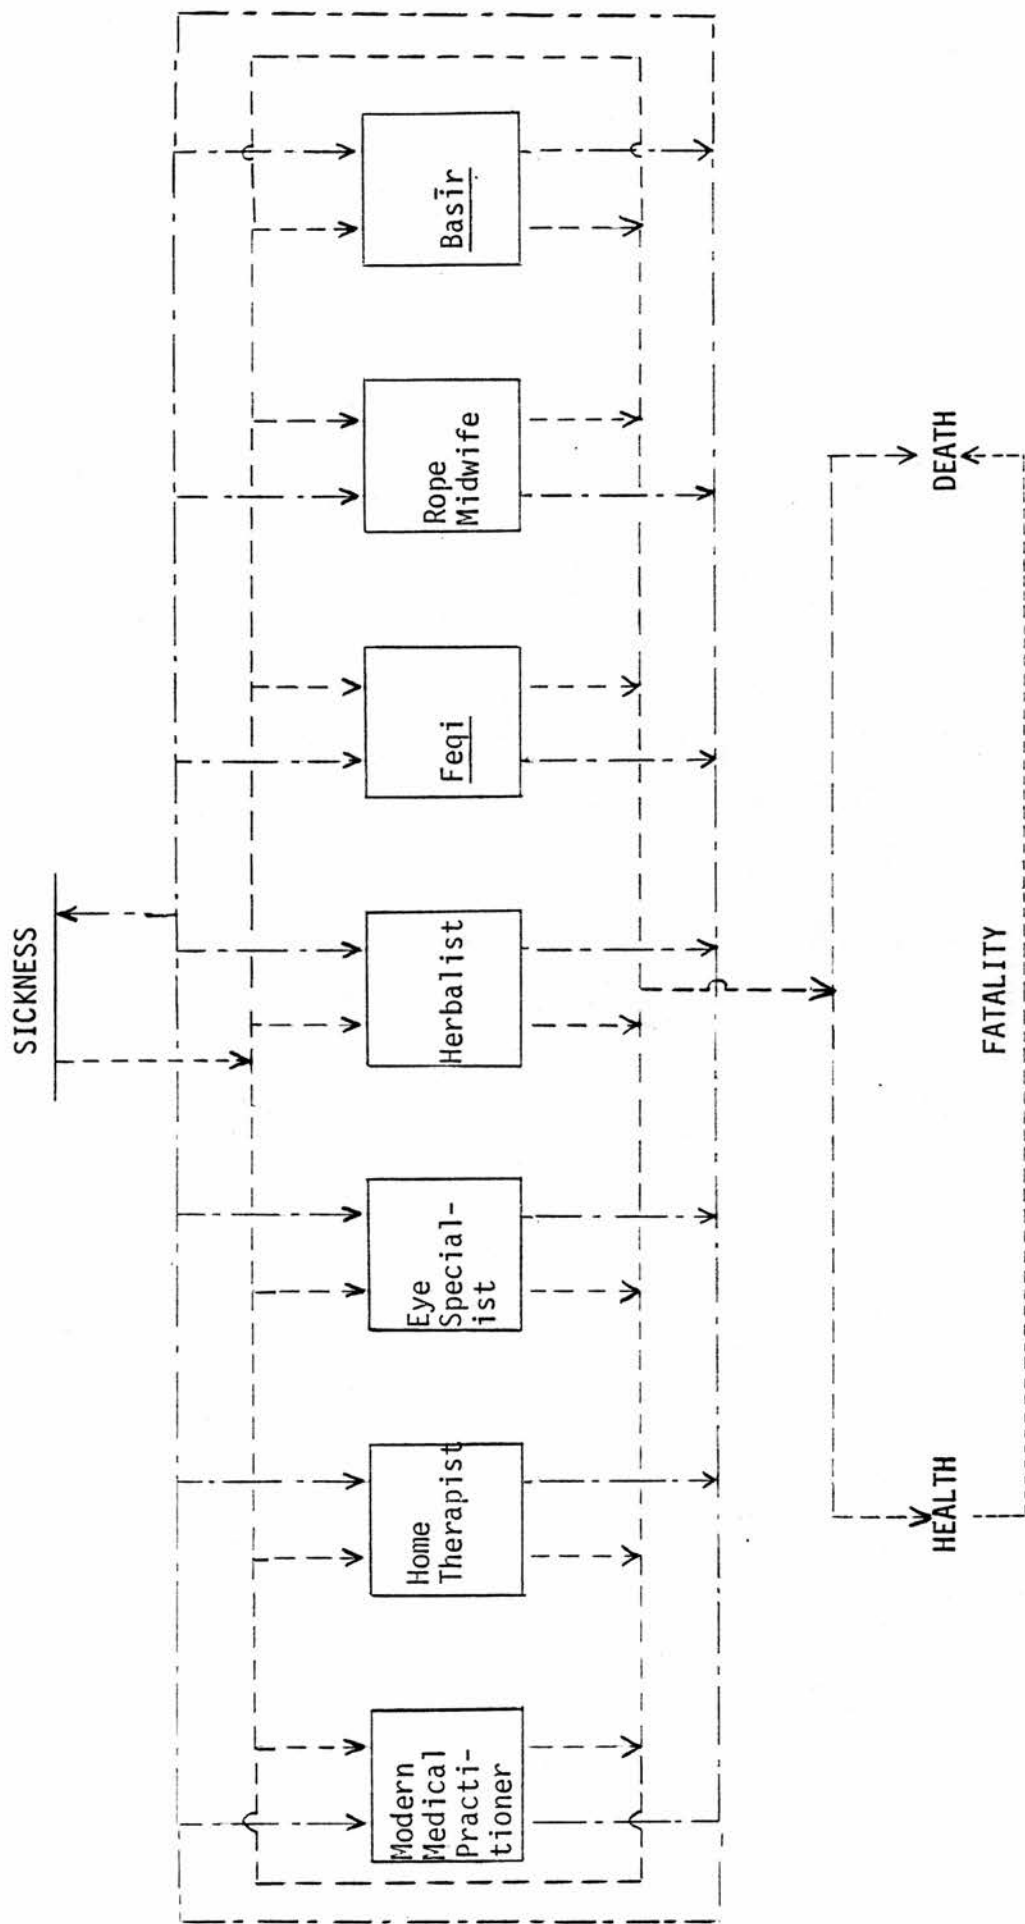 SICKNESS
Modern
Medical
Practi-
tioner
Home
Therapist
Eye
Special-
ist
Herbalist
Feqi
Rope
Midwife
Basīr
HEALTH
FATALITY
DEATH